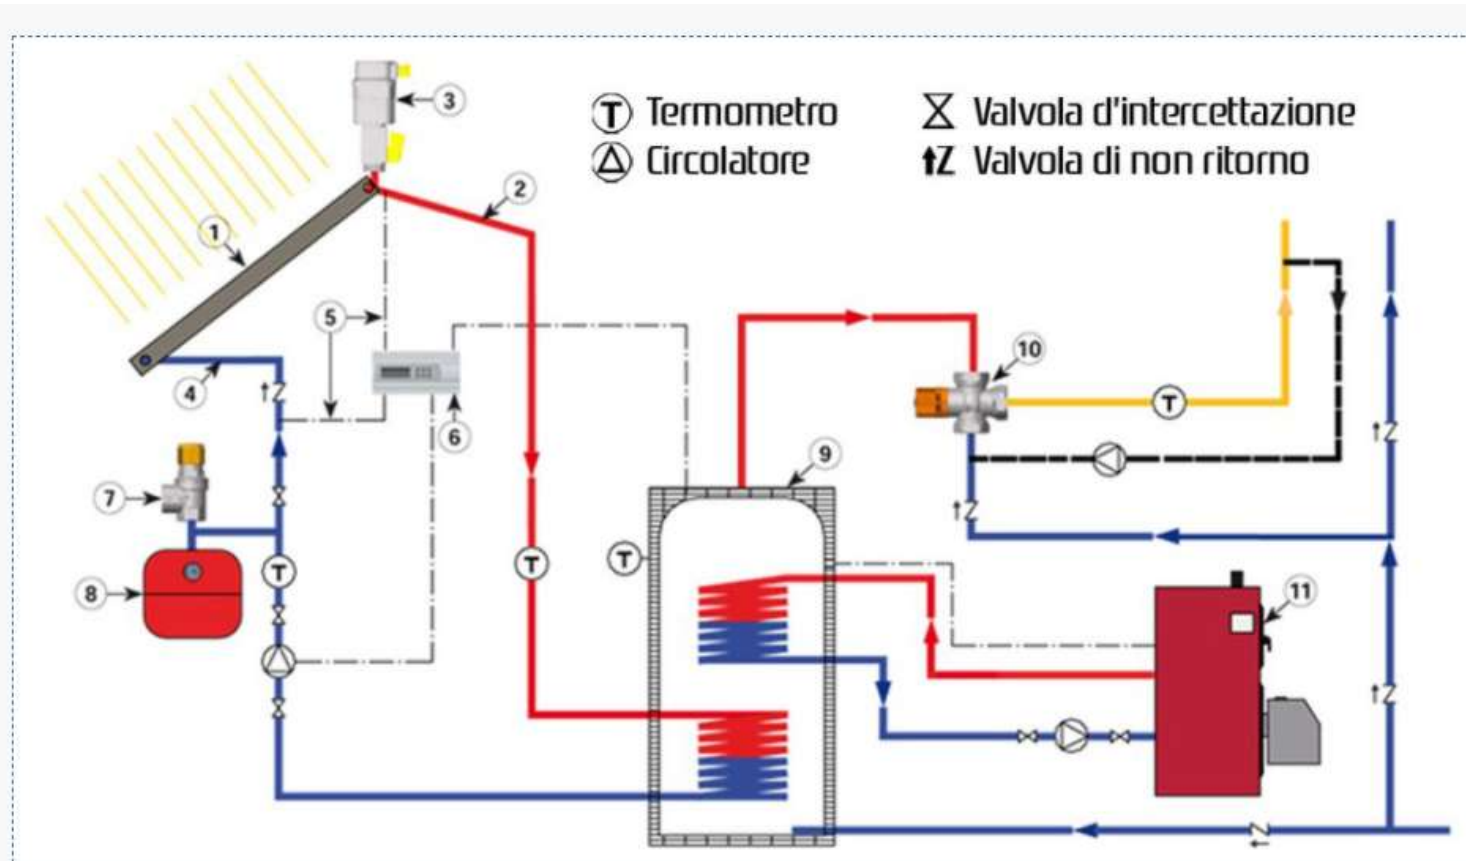 3
T Termometro
Valvola d'intercettazione
Circolatore
Z Valvola di non ritorno
2
1
5
10
4
Z
T
6
Z
9
7
Z
T
T
T
8
11
Z
Z